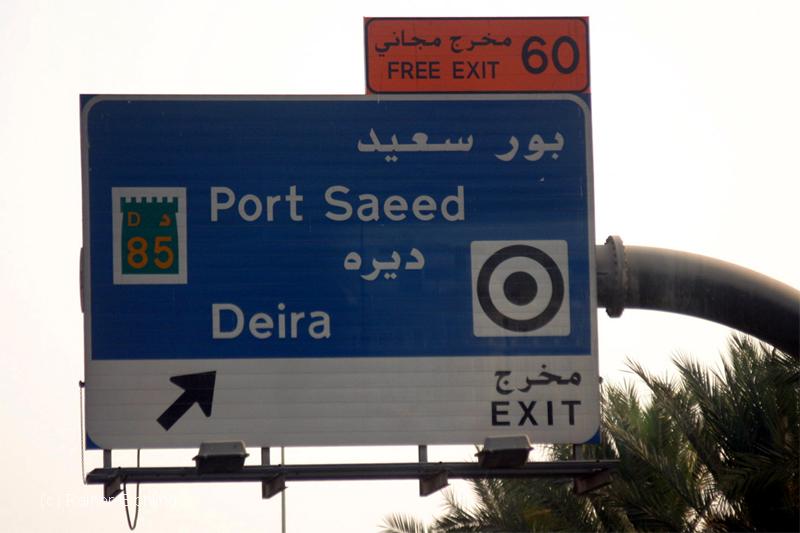 مخرج مجاني 60
FREE EXIT
بور سعيد
Port Saeed
D د
85
ديره
Deira
مخرج
EXIT